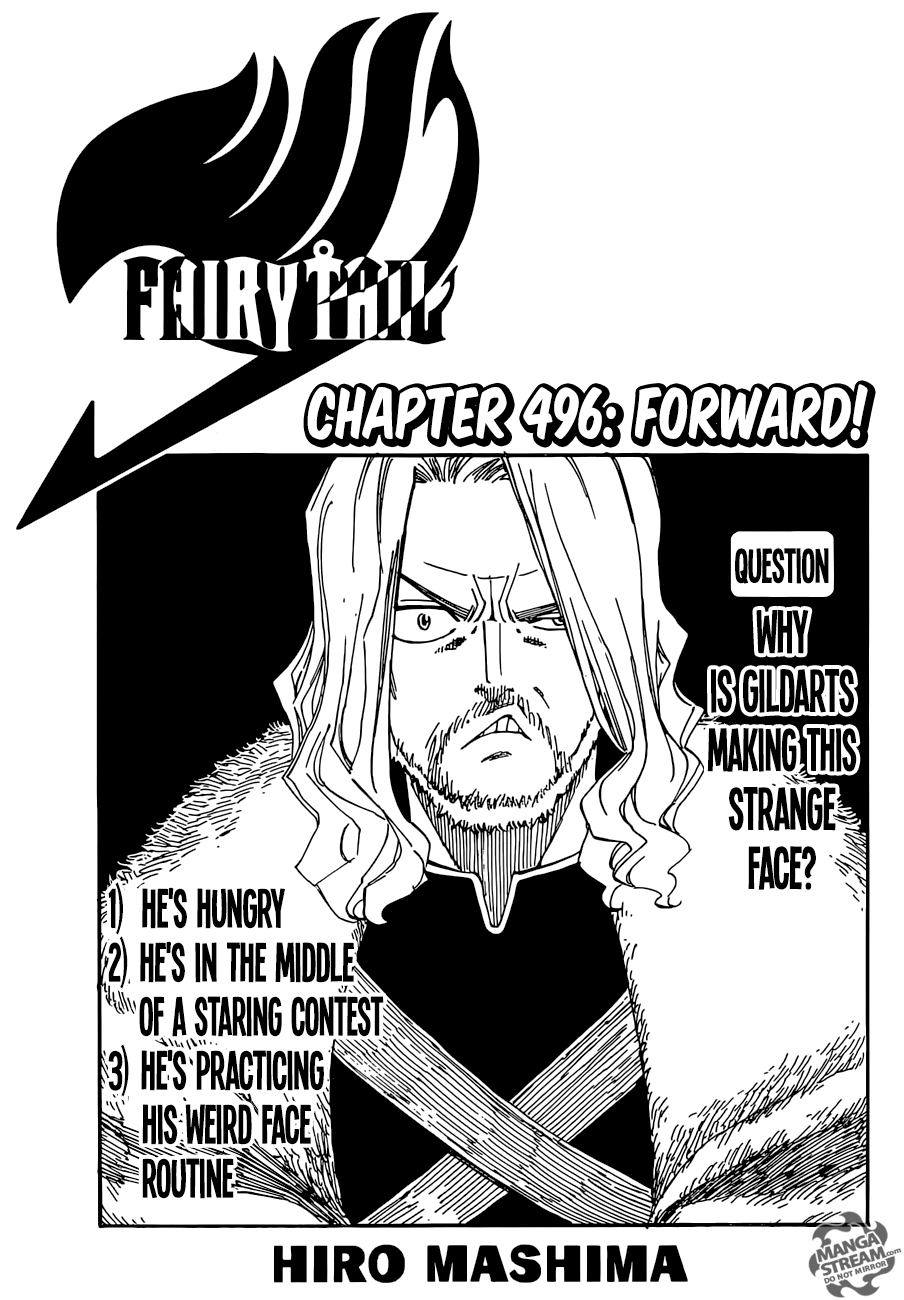 FAIRY TAIL
CHAPTER 496: FORWARD!
QUESTION
WHY
IS GILDARTS
MAKING THIS
STRANGE
FACE?
1) HE'S HUNGRY
2) HE'S IN THE MIDDLE
OF A STARING CONTEST
3) HE'S PRACTICING
HIS WEIRD FACE
ROUTINE
HIRO MASHIMA
MANGA
STREAM.com
DO NOT MIRROR